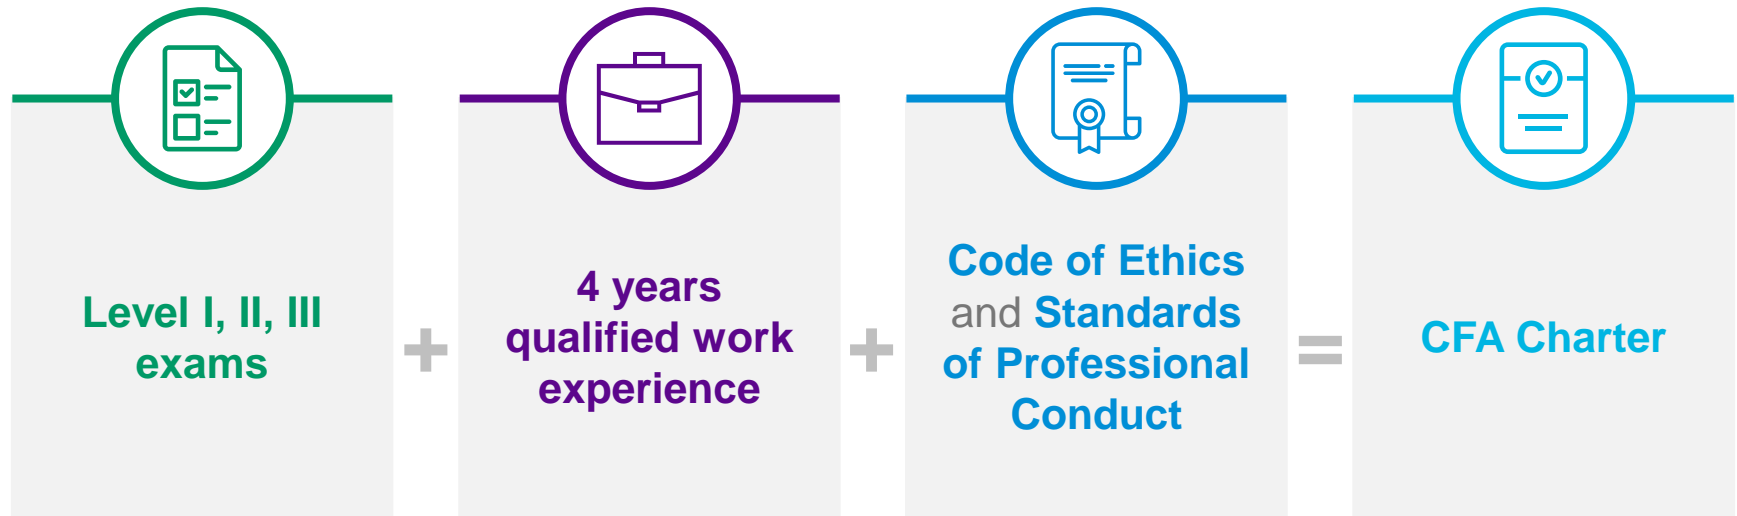 Level I, II, III
exams
+
4 years
qualified work
experience
+
Code of Ethics
and Standards
of Professional
Conduct
=
CFA Charter